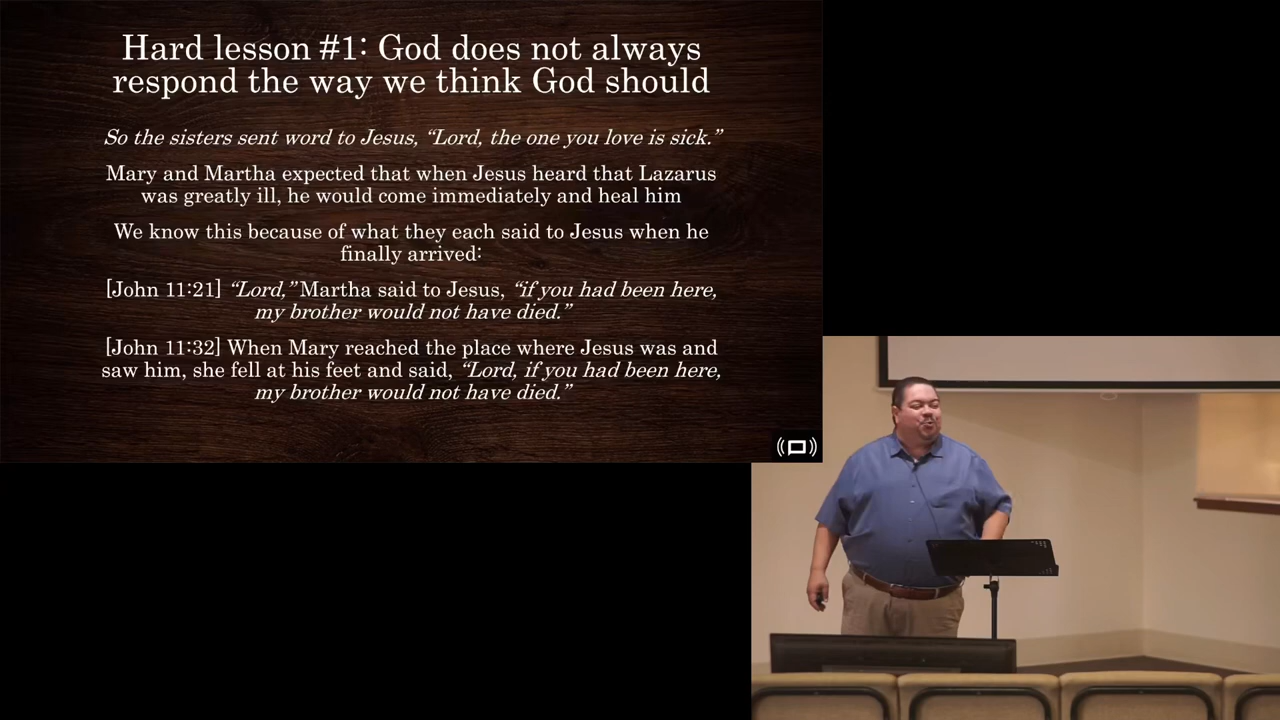 Hard lesson #1: God does not always
respond the way we think God should
So the sisters sent word to Jesus, “Lord, the one you love is sick.”
Mary and Martha expected that when Jesus heard that Lazarus
was greatly ill, he would come immediately and heal him
We know this because of what they each said to Jesus when he
finally arrived:
[John 11:21] “Lord,” Martha said to Jesus, “if you had been here,
my brother would not have died.”
[John 11:32] When Mary reached the place where Jesus was and
saw him, she fell at his feet and said, “Lord, if you had been here,
my brother would not have died.”